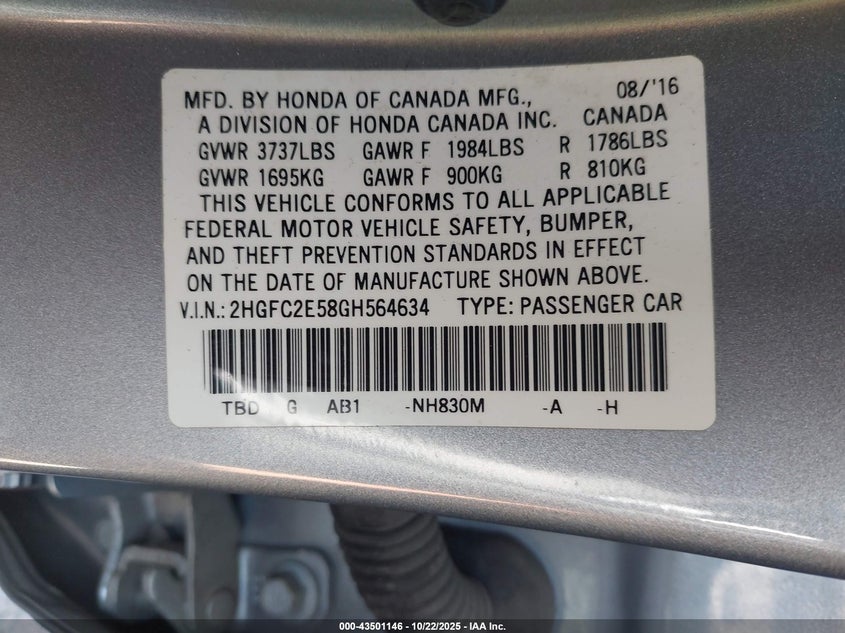 MFD. BY HONDA OF CANADA MFG., 08/'16
A DIVISION OF HONDA CANADA INC. CANADA
GVWR 3737LBS GAWR F 1984LBS R 1786LBS
GVWR 1695KG GAWR F 900KG R 810KG
THIS VEHICLE CONFORMS TO ALL APPLICABLE
FEDERAL MOTOR VEHICLE SAFETY, BUMPER,
AND THEFT PREVENTION STANDARDS IN EFFECT
ON THE DATE OF MANUFACTURE SHOWN ABOVE.
V.I.N.: 2HGFC2E58GH564634 TYPE: PASSENGER CAR
TBD G AB1 -NH830M -A -H
000-43501146 - 10/22/2025 - IAA Inc.